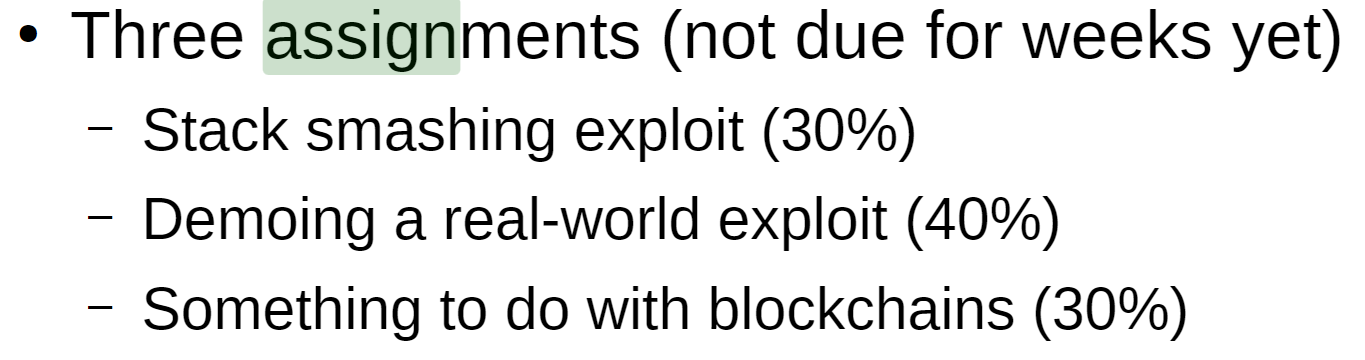 • Three assignments (not due for weeks yet)
– Stack smashing exploit (30%)
– Demoing a real-world exploit (40%)
– Something to do with blockchains (30%)